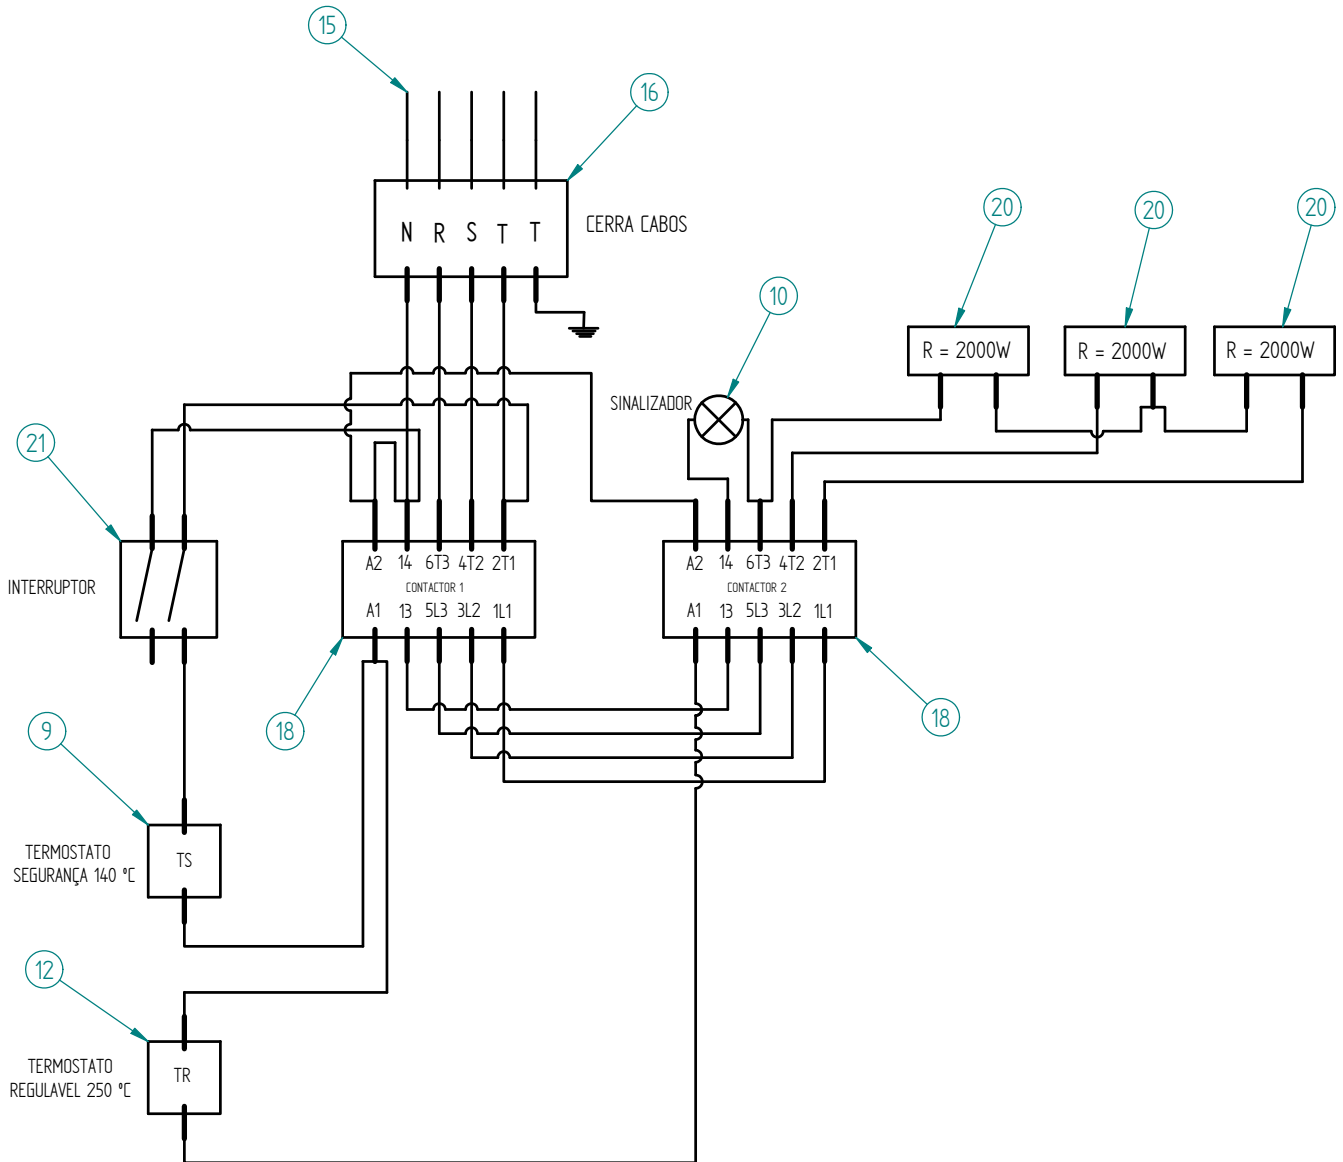 15
16
N R S T T
CERRA CABOS
20
20
20
10
R = 2000W
R = 2000W
R = 2000W
SINALIZADOR
21
INTERRUPTOR
A2 14 6T3 4T2 2T1
CONTACTOR 1
A1 13 5L3 3L2 1L1
A2 14 6T3 4T2 2T1
CONTACTOR 2
A1 13 5L3 3L2 1L1
18
18
9
TERMOSTATO
SEGURANÇA 140 ºC
TS
12
TERMOSTATO
REGULAVEL 250 ºC
TR